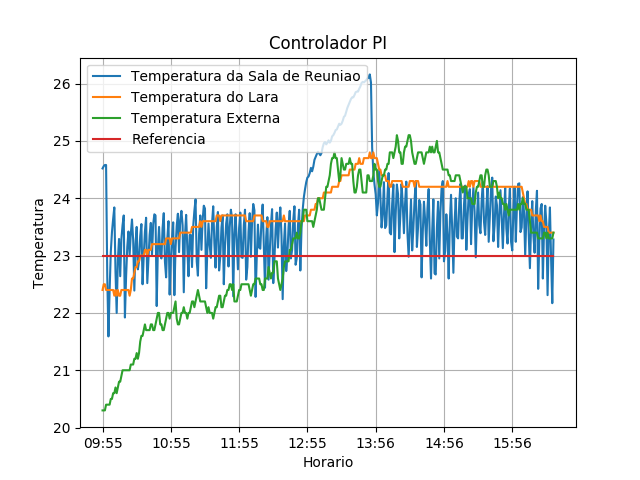 Controlador PI
Temperatura da Sala de Reuniao
Temperatura do Lara
Temperatura Externa
Referencia
Temperatura
26
25
24
23
22
21
20
09:55 10:55 11:55 12:55 13:56 14:56 15:56
Horario